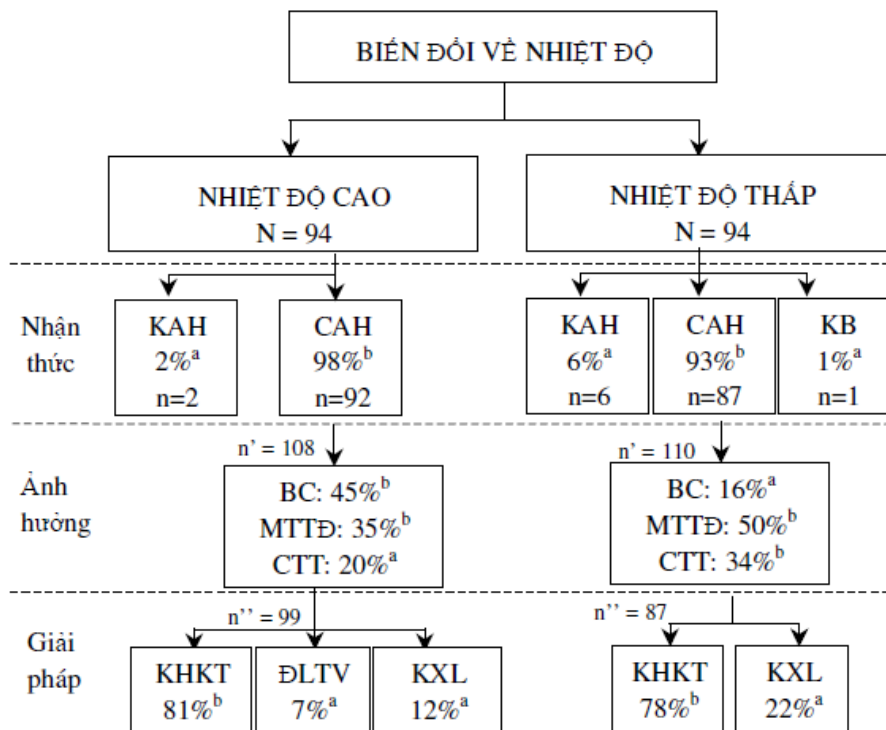 BIẾN ĐỔI VỀ NHIỆT ĐỘ
NHIỆT ĐỘ CAO
N = 94
NHIỆT ĐỘ THẤP
N = 94
Nhận
thức
KAH
2%ᵃ
n=2
CAH
98%ᵇ
n=92
KAH
6%ᵃ
n=6
CAH
93%ᵇ
n=87
KB
1%ᵃ
n=1
Ảnh
hưởng
n' = 108
BC: 45%ᵇ
MTTĐ: 35%ᵇ
CTT: 20%ᵃ
n' = 110
BC: 16%ᵃ
MTTĐ: 50%ᵇ
CTT: 34%ᵇ
Giải
pháp
n'' = 99
KHKT
81%ᵇ
ĐLTV
7%ᵃ
KXL
12%ᵃ
n'' = 87
KHKT
78%ᵇ
KXL
22%ᵃ